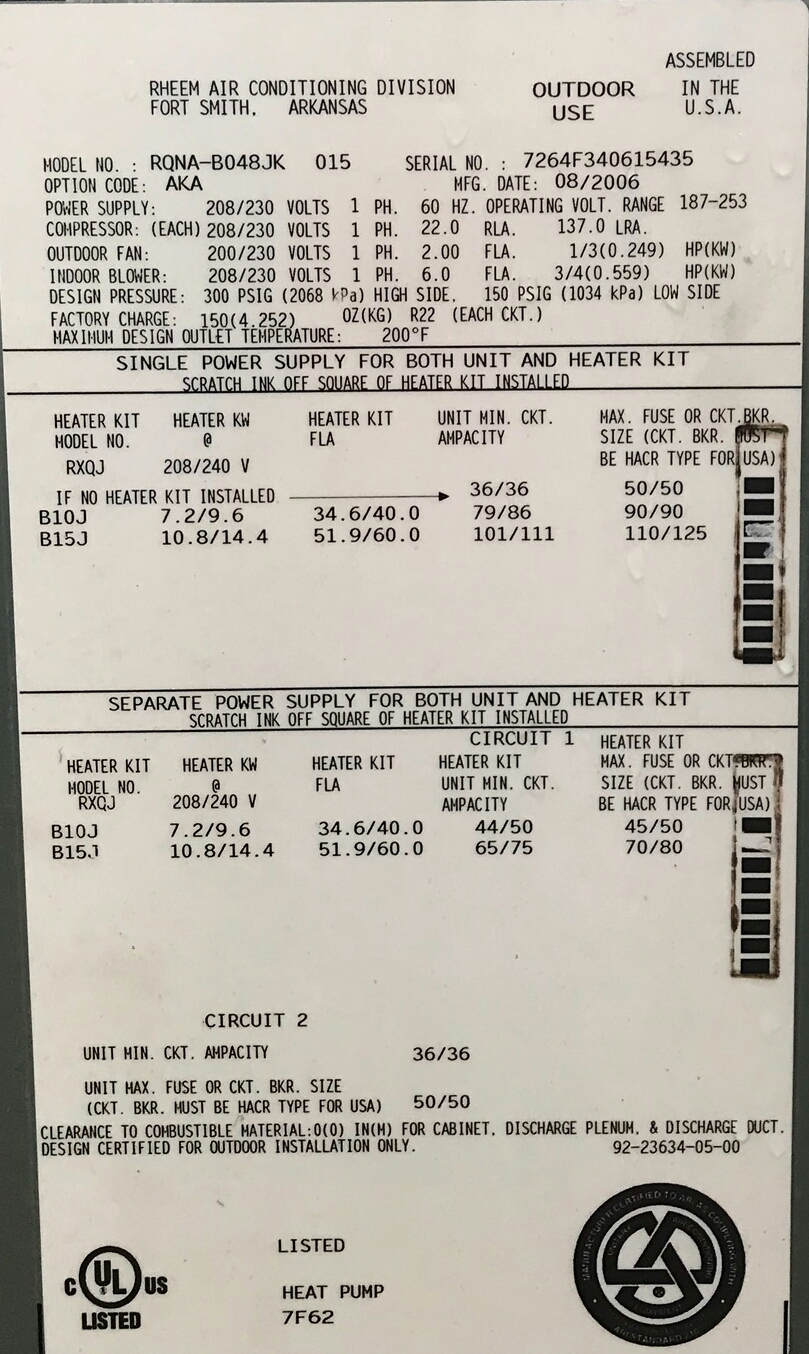 ASSEMBLED
RHEEM AIR CONDITIONING DIVISION OUTDOOR IN THE
FORT SMITH, ARKANSAS USE U.S.A.
MODEL NO. : RQNA-B048JK 015 SERIAL NO. : 7264F340615435
OPTION CODE: AKA MFG. DATE: 08/2006
POWER SUPPLY: 208/230 VOLTS 1 PH. 60 HZ. OPERATING VOLT. RANGE 187-253
COMPRESSOR: (EACH) 208/230 VOLTS 1 PH. 22.0 RLA. 137.0 LRA.
OUTDOOR FAN: 200/230 VOLTS 1 PH. 2.00 FLA. 1/3(0.249) HP(KW)
INDOOR BLOWER: 208/230 VOLTS 1 PH. 6.0 FLA. 3/4(0.559) HP(KW)
DESIGN PRESSURE: 300 PSIG (2068 kPa) HIGH SIDE, 150 PSIG (1034 kPa) LOW SIDE
FACTORY CHARGE: 150(4.252) OZ(KG) R22 (EACH CKT.)
MAXIMUM DESIGN OUTLET TEMPERATURE: 200°F
SINGLE POWER SUPPLY FOR BOTH UNIT AND HEATER KIT
SCRATCH INK OFF SQUARE OF HEATER KIT INSTALLED
HEATER KIT HEATER KW HEATER KIT UNIT MIN. CKT. MAX. FUSE OR CKT.BKR.
MODEL NO. @ FLA AMPACITY SIZE (CKT. BKR. MUST
RXQJ 208/240 V BE HACR TYPE FOR USA)
IF NO HEATER KIT INSTALLED 36/36 50/50
B10J 7.2/9.6 34.6/40.0 79/86 90/90
B15J 10.8/14.4 51.9/60.0 101/111 110/125
SEPARATE POWER SUPPLY FOR BOTH UNIT AND HEATER KIT
SCRATCH INK OFF SQUARE OF HEATER KIT INSTALLED
CIRCUIT 1 HEATER KIT
HEATER KIT HEATER KW HEATER KIT HEATER KIT MAX. FUSE OR CKT.BKR.
MODEL NO. @ FLA UNIT MIN. CKT. SIZE (CKT. BKR. MUST
RXQJ 208/240 V AMPACITY BE HACR TYPE FOR USA)
B10J 7.2/9.6 34.6/40.0 44/50 45/50
B15J 10.8/14.4 51.9/60.0 65/75 70/80
CIRCUIT 2
UNIT MIN. CKT. AMPACITY 36/36
UNIT MAX. FUSE OR CKT. BKR. SIZE
(CKT. BKR. MUST BE HACR TYPE FOR USA) 50/50
CLEARANCE TO COMBUSTIBLE MATERIAL:0(0) IN(M) FOR CABINET, DISCHARGE PLENUM, & DISCHARGE DUCT.
DESIGN CERTIFIED FOR OUTDOOR INSTALLATION ONLY. 92-23634-05-00
LISTED
C UL US
LISTED
HEAT PUMP
7F62
MANUFACTURER CERTIFIED TO ARI AS COMPLYING WITH
ARI STANDARD